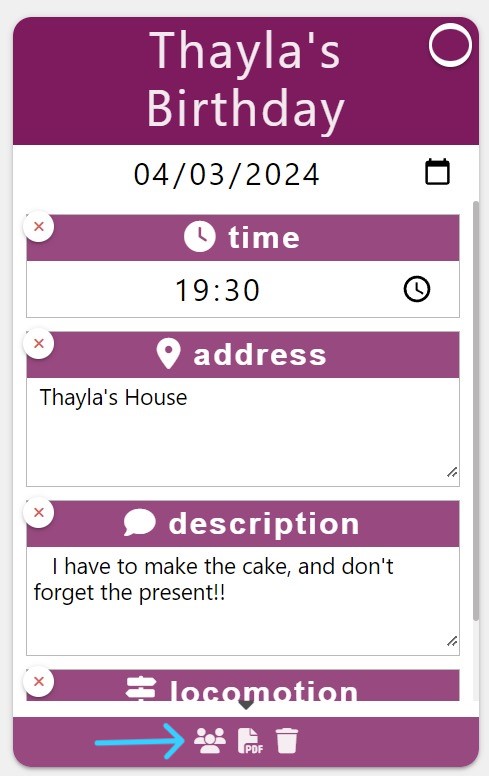 Thayla's
Birthday
04/03/2024
time
19:30
address
Thayla's House
description
I have to make the cake, and don't
forget the present!!
locomotion
PDF